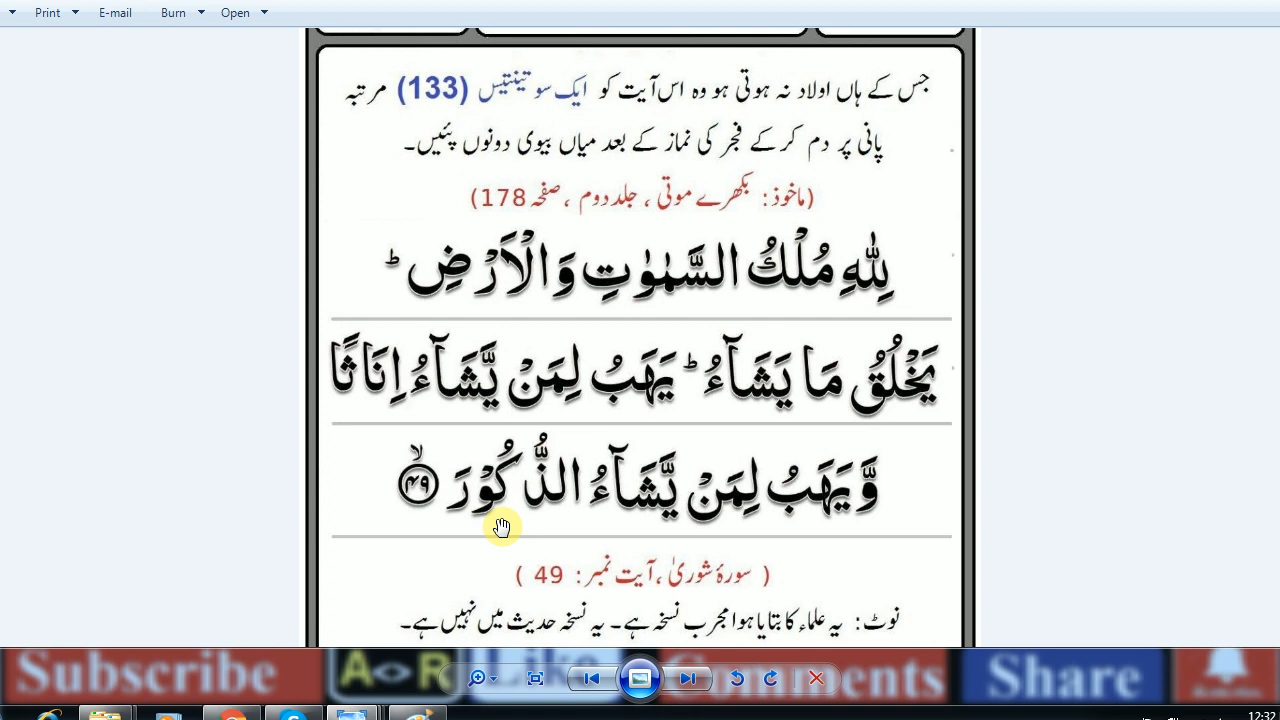 Print E-mail Burn Open
جس کے ہاں اولاد نہ ہوتی ہو وہ اس آیت کو ایک سو تینتیس (133) مرتبہ
پانی پر دم کر کے فجر کی نماز کے بعد میاں بیوی دونوں پئیں۔
(ماخوذ: بکھرے موتی ، جلد دوم ، صفحہ 178)
لِلّٰهِ مُلْكُ السَّمٰوٰتِ وَالْاَرْضِ ؕ
يَخْلُقُ مَا يَشَآءُ ؕ يَهَبُ لِمَنْ يَّشَآءُ اِنَاثًا
وَّيَهَبُ لِمَنْ يَّشَآءُ الذُّكُوْرَ ۙ﴿۴۹﴾
( سورۂ شوریٰ ، آیت نمبر: 49 )
نوٹ: یہ علماء کا بتایا ہوا مجرب نسخہ ہے۔ یہ نسخہ حدیث میں نہیں ہے۔
Subscribe A<>R Like Comments Share
12:32